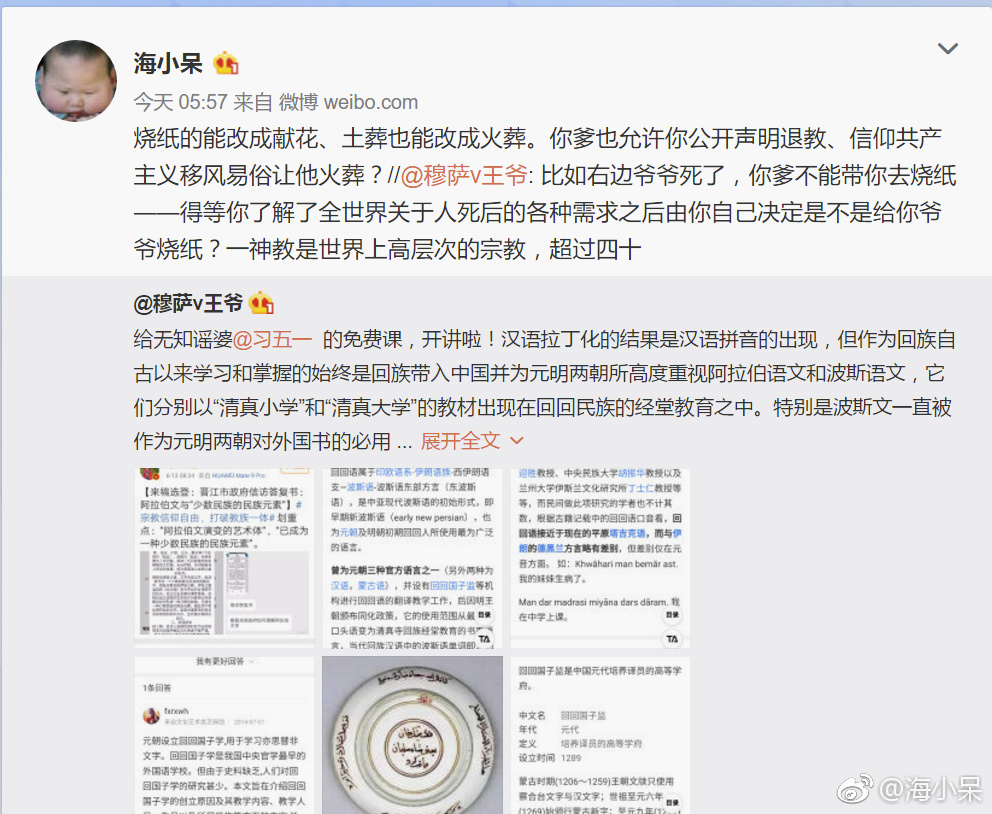 海小呆
今天 05:57 来自 微博 weibo.com
烧纸的能改成献花、土葬也能改成火葬。你爹也允许你公开声明退教、信仰共产
主义移风易俗让他火葬？//@穆萨v王爷: 比如右边爷爷死了，你爹不能带你去烧纸
——得等你了解了全世界关于人死后的各种需求之后由你自己决定是不是给你爷
爷烧纸？一神教是世界上高层次的宗教，超过四十
@穆萨v王爷
给无知谣婆@习五一 的免费课，开讲啦！汉语拉丁化的结果是汉语拼音的出现，但作为回族自
古以来学习和掌握的始终是回族带入中国并为元明两朝所高度重视阿拉伯语文和波斯语文，它
们分别以“清真小学”和“清真大学”的教材出现在回回民族的经堂教育之中。特别是波斯文一直被
作为元明两朝对外国书的必用 ... 展开全文
6-13 08:34 来自 HUAWEI Mate 9 Pro
【来稿选登：晋江市政府信访答复书：
阿拉伯文与“少数民族的民族元素”】#
宗教信仰自由，打破教族一体# 划重
点：“阿拉伯文演变的艺术体”，“已成为
一种少数民族的民族元素”。
回回语属于印欧语系-伊朗语族-西伊朗语
支--波斯语-波斯语东部方言（东波斯
语），是中亚现代波斯语的初始形式，即
早期新波斯语（early new persian），也
为元朝及明朝初期回回人所使用最为广泛
的语言。
曾为元朝三种官方语言之一（另外两种为
汉语，蒙古语），并设有回回国子监等机
构进行回回语的翻译教学工作，后因明王
朝颁布同化政策，它的使用范围从最
口头语变为清真寺回族经堂教育的书
言，当代回族汉语中的波斯语单词即
目录
TA
迎胜教授、中央民族大学胡振华教授以及
兰州大学伊斯兰文化研究所丁士仁教授等
等，而民间做此项研究的学者也不计其
数，根据古籍记载中的回回语口音看，回
回语接近于现在的平原塔吉克语，而与伊
朗的德黑兰方言略有差别，但差别仅在元
音方面。 如：Khwāhari man bemār ast.
我的妹妹生病了。
Man dar madrasi miyāna dars dāram, 我
在中学上课。
目录
TA
我有更好回答
1条回答
fxrxwh
2014-07-01
元朝设立回回国子学,用于学习亦思替非
文字。回回国子学是我国中央官学最早的
外国语学校。但由于史料缺乏,人们对回
回国子学的研究甚少。本文旨在介绍回回
国子学的创立原因及其教学内容、教学人
回回国子监是中国元代培养译员的高等学
府。
中文名 回回国子监
年代 元代
定义 培养译员的高等学府
设立时间 1289
蒙古时期(1206～1259)王朝文牍只使用
蒙合台文字与汉文字；世祖至元六年
(1269)始颁行蒙古新字；至元九年(12
目录
@海小呆